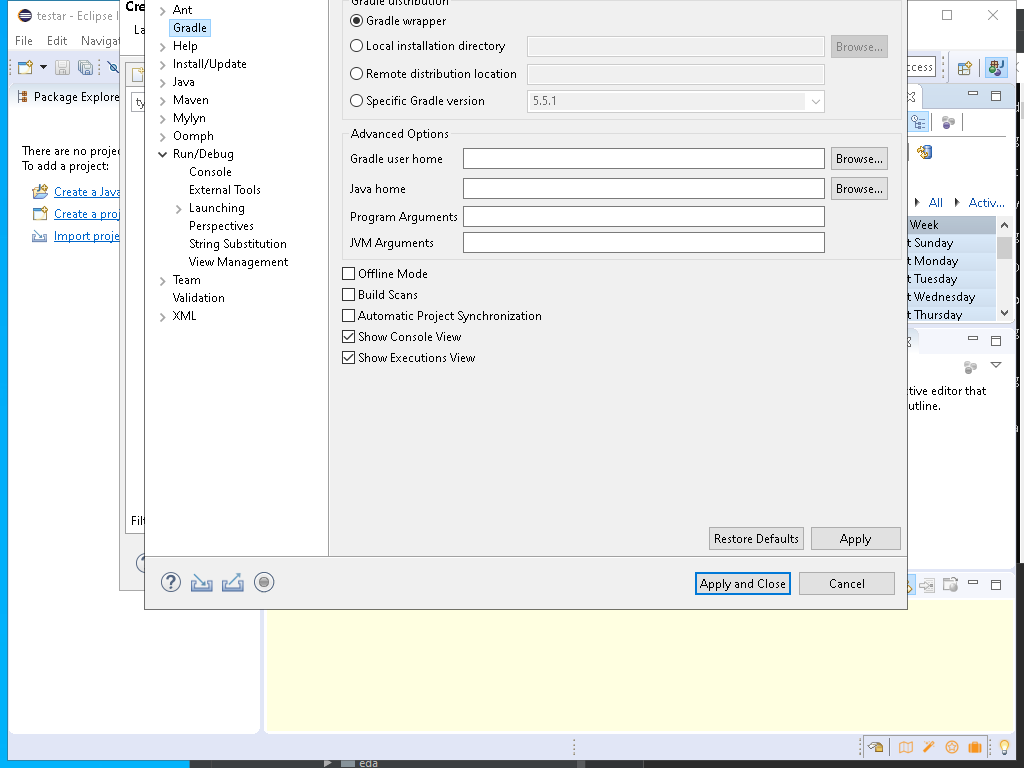 testar - Eclipse
File Edit Navigat
Package Explore
There are no projec
To add a project:
Create a Java
Create a proj
Import proje
Cre
La
ty
Filt
Ant
Gradle
Help
Install/Update
Java
Maven
Mylyn
Oomph
Run/Debug
Console
External Tools
Launching
Perspectives
String Substitution
View Management
Team
Validation
XML
Gradle distribution
Gradle wrapper
Local installation directory
Browse...
Remote distribution location
Specific Gradle version
5.5.1
Advanced Options
Gradle user home
Browse...
Java home
Browse...
Program Arguments
JVM Arguments
Offline Mode
Build Scans
Automatic Project Synchronization
Show Console View
Show Executions View
Restore Defaults
Apply
Apply and Close
Cancel
ccess
All
Activ...
Week
t Sunday
t Monday
t Tuesday
t Wednesday
t Thursday
tive editor that
utline.
eda